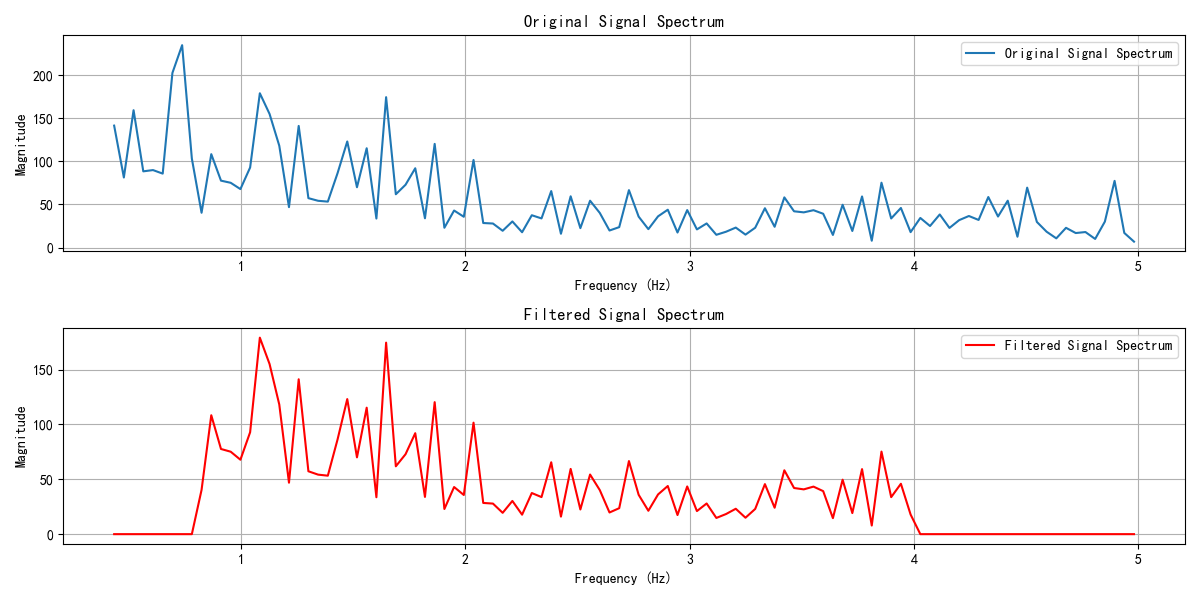 Original Signal Spectrum
Original Signal Spectrum
Magnitude
200
150
100
50
0
1 2 3 4 5
Frequency (Hz)
Filtered Signal Spectrum
Filtered Signal Spectrum
Magnitude
150
100
50
0
1 2 3 4 5
Frequency (Hz)